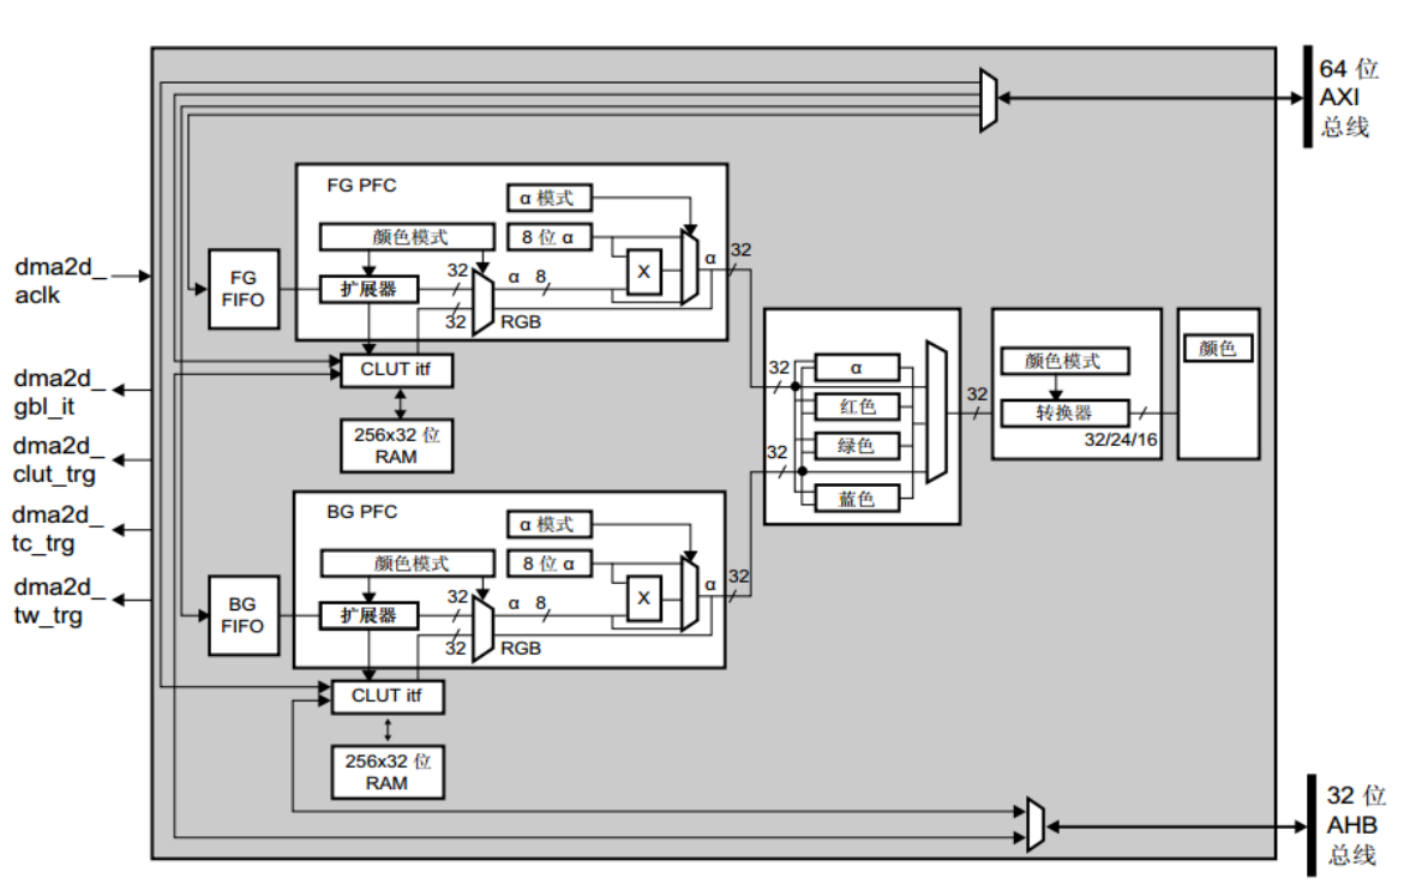 64 位
AXI
总线
dma2d_
aclk
dma2d_
gbl_it
dma2d_
clut_trg
dma2d_
tc_trg
dma2d_
tw_trg
FG
FIFO
FG PFC
α 模式
颜色模式
8 位 α
扩展器
32
α 8
X
α
32
32
RGB
CLUT itf
256x32 位
RAM
BG
FIFO
BG PFC
α 模式
颜色模式
8 位 α
扩展器
32
α 8
X
α
32
32
RGB
CLUT itf
256x32 位
RAM
32
32
α
红色
绿色
蓝色
32
颜色模式
转换器
32/24/16
颜色
32 位
AHB
总线